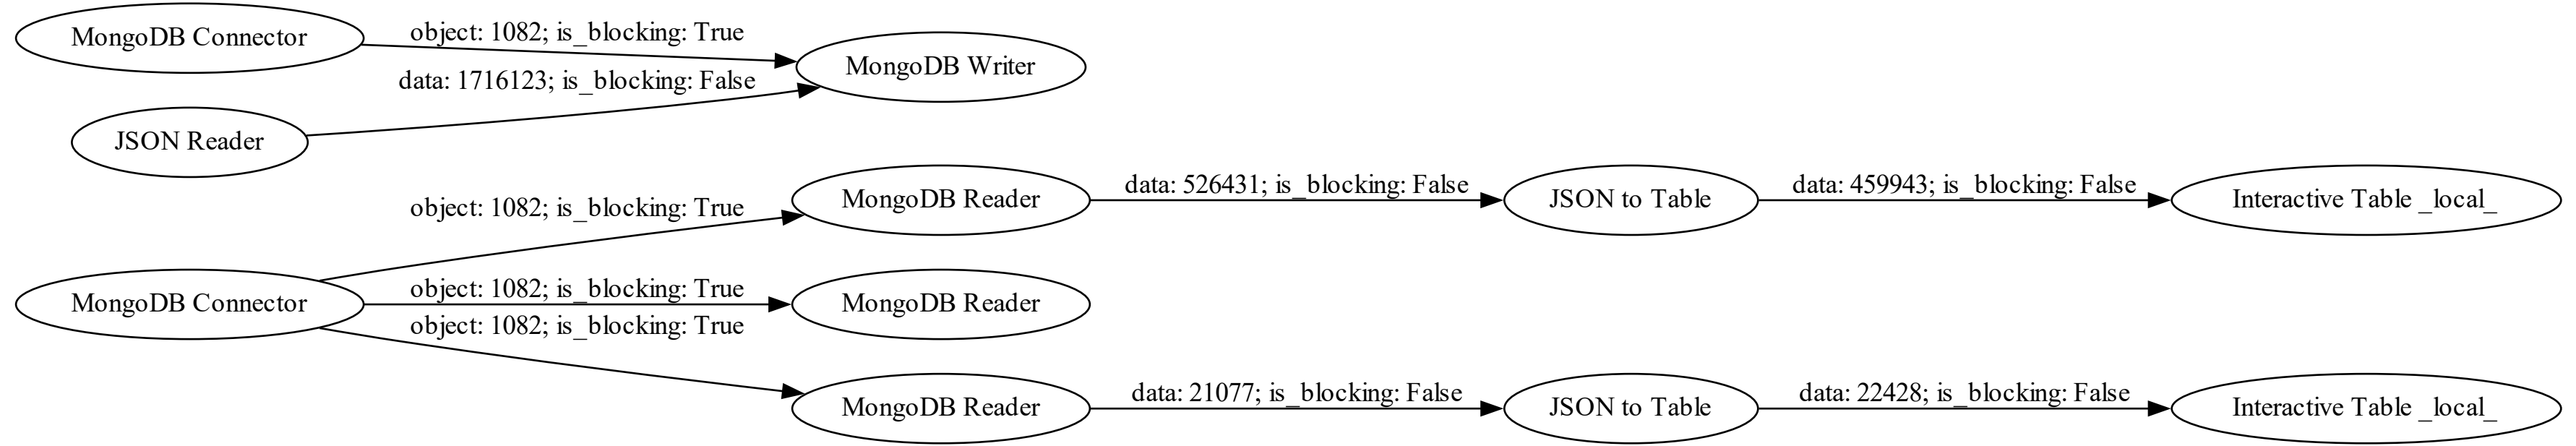 MongoDB Connector
object: 1082; is_blocking: True
MongoDB Writer
data: 1716123; is_blocking: False
JSON Reader
MongoDB Reader
data: 526431; is_blocking: False
JSON to Table
data: 459943; is_blocking: False
Interactive Table _local_
object: 1082; is_blocking: True
MongoDB Connector
object: 1082; is_blocking: True
MongoDB Reader
object: 1082; is_blocking: True
MongoDB Reader
data: 21077; is_blocking: False
JSON to Table
data: 22428; is_blocking: False
Interactive Table _local_